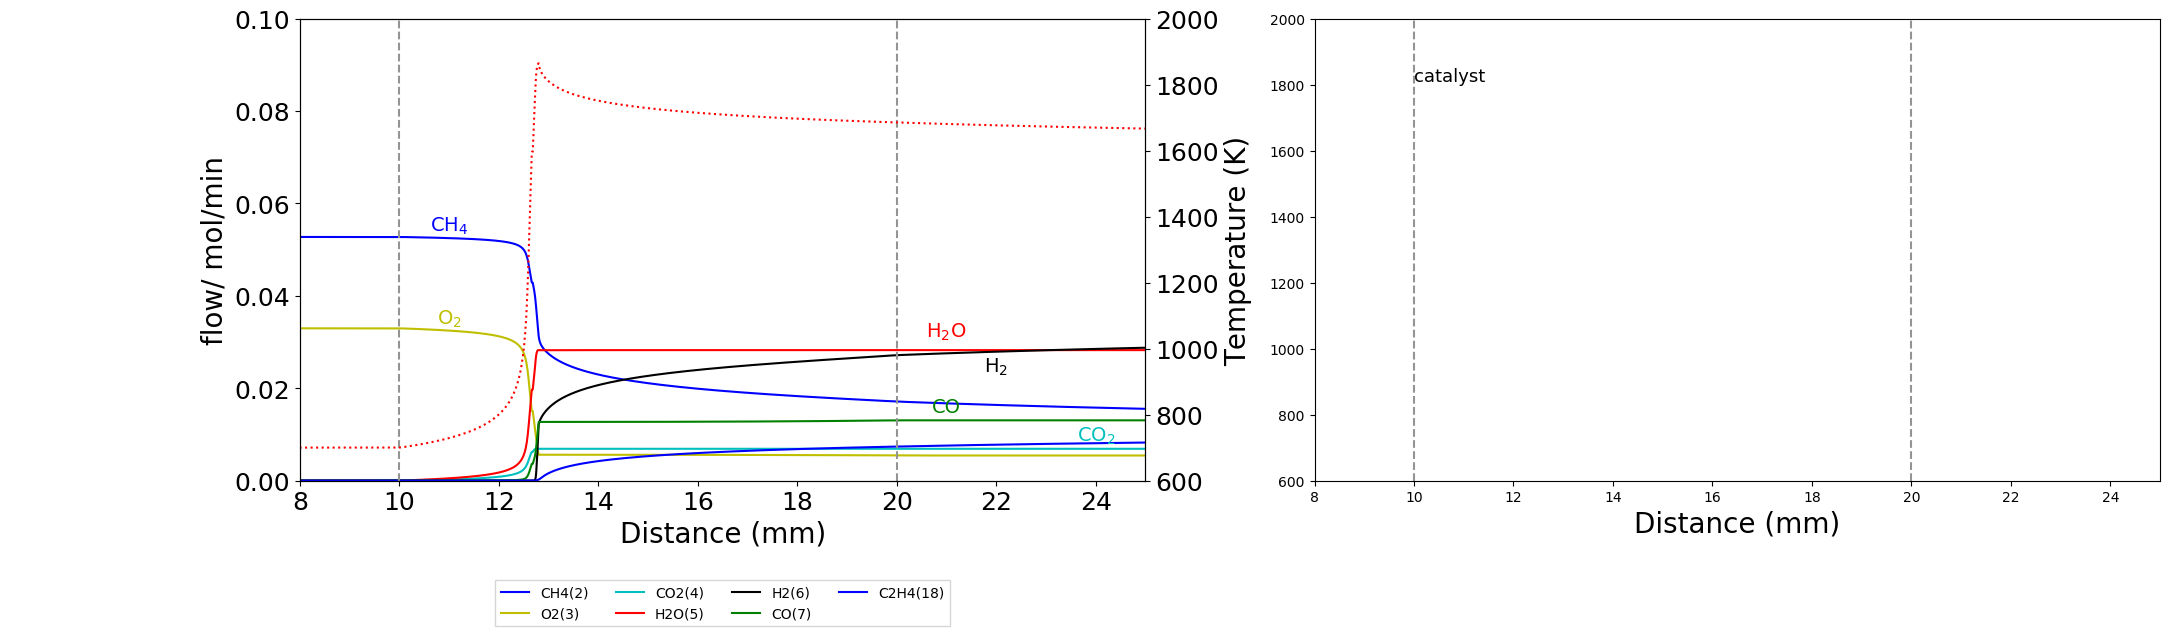 0.10
0.08
0.06
0.04
0.02
0.00
flow/ mol/min
8 10 12 14 16 18 20 22 24
Distance (mm)
CH₄
O₂
H₂O
H₂
CO
CO₂
2000
1800
1600
1400
1200
1000
800
600
Temperature (K)
CH4(2) CO2(4) H2(6) C2H4(18)
O2(3) H2O(5) CO(7)
2000
1800
1600
1400
1200
1000
800
600
catalyst
8 10 12 14 16 18 20 22 24
Distance (mm)